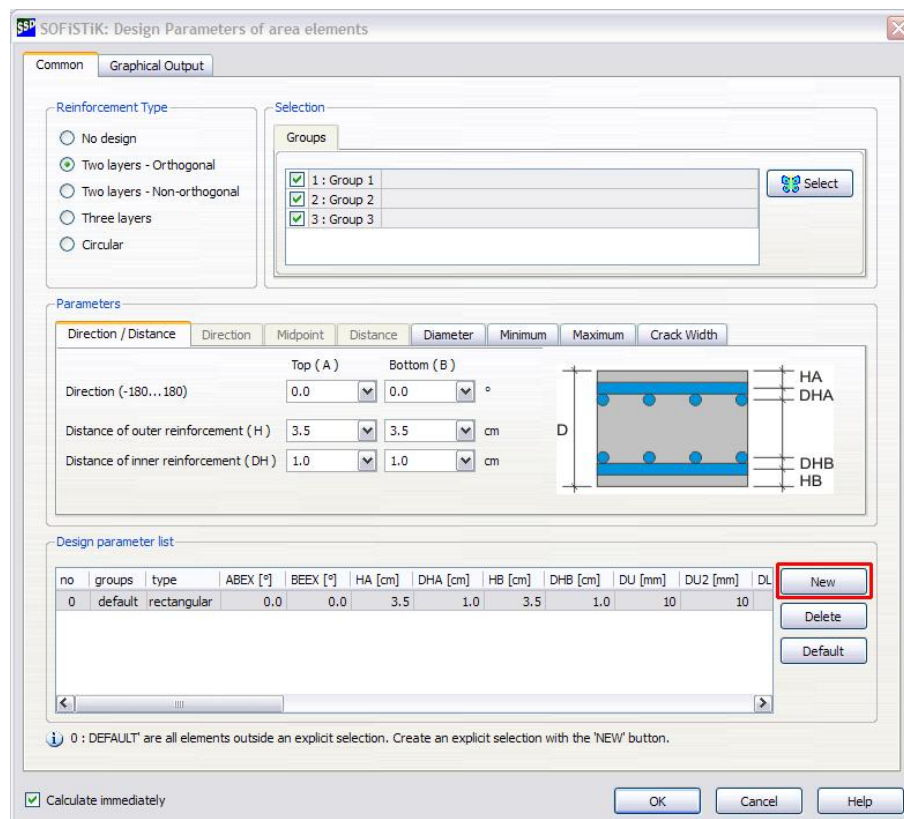 SSD SOFiSTiK: Design Parameters of area elements
Common Graphical Output
Reinforcement Type
No design
Two layers - Orthogonal
Two layers - Non-orthogonal
Three layers
Circular
Selection
Groups
1 : Group 1
2 : Group 2
3 : Group 3
Select
Parameters
Direction / Distance Direction Midpoint Distance Diameter Minimum Maximum Crack Width
Top ( A ) Bottom ( B )
Direction (-180...180) 0.0 0.0 °
Distance of outer reinforcement ( H ) 3.5 3.5 cm
Distance of inner reinforcement ( DH ) 1.0 1.0 cm
D
HA
DHA
DHB
HB
Design parameter list
no groups type ABEX [°] BEEX [°] HA [cm] DHA [cm] HB [cm] DHB [cm] DU [mm] DU2 [mm] DL
0 default rectangular 0.0 0.0 3.5 1.0 3.5 1.0 10 10
New
Delete
Default
0 : DEFAULT' are all elements outside an explicit selection. Create an explicit selection with the 'NEW' button.
Calculate immediately
OK Cancel Help